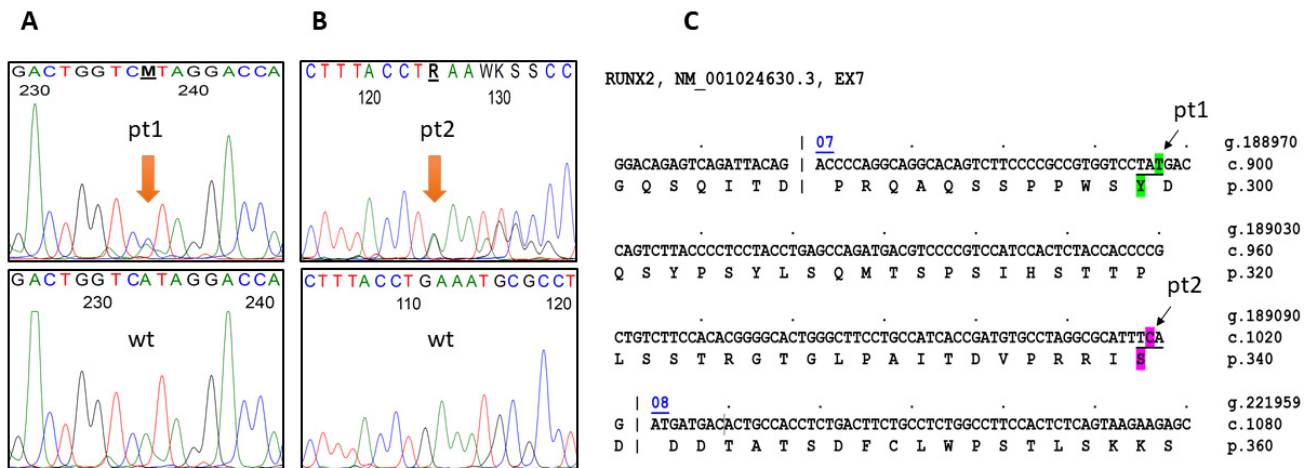 A
B
C
GACTGGTCMTAGGACCA
230 240
pt1
GACTGGTCATAGGACCA
230 240
wt
CTTTACCTRAAWKSSCC
120 130
pt2
CTTTACCTGAAATGCGCCT
110 120
wt
RUNX2, NM_001024630.3, EX7
pt1
. | 07 . . . . . g.188970
GGACAGAGTCAGATTACAG | ACCCCAGGCAGGCACAGTCTTCCCCGCCGTGGTCCTATGAC c.900
G Q S Q I T D | P R Q A Q S S P P W S Y D p.300
. . . . . . g.189030
CAGTCTTACCCCTCCTACCTGAGCCAGATGACGTCCCCGTCCATCCACTCTACCACCCCG c.960
Q S Y P S Y L S Q M T S P S I H S T T P p.320
pt2
. . . . . . g.189090
CTGTCTTCCACACGGGGCACTGGGCTTCCTGCCATCACCGATGTGCCTAGGCGCATTTCA c.1020
L S S T R G T G L P A I T D V P R R I S p.340
| 08 . . . . . . g.221959
G | ATGATGACACTGCCACCTCTGACTTCTGCCTCTGGCCTTCCACTCTCAGTAAGAAGAGC c.1080
D | D D T A T S D F C L W P S T L S K K S p.360